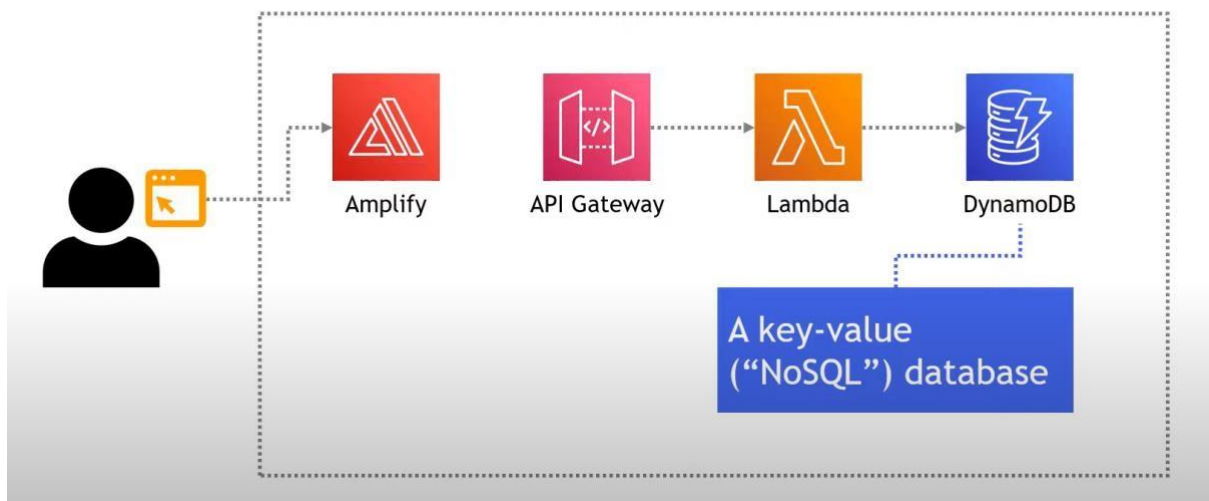 Amplify
API Gateway
Lambda
DynamoDB
A key-value
(“NoSQL”) database